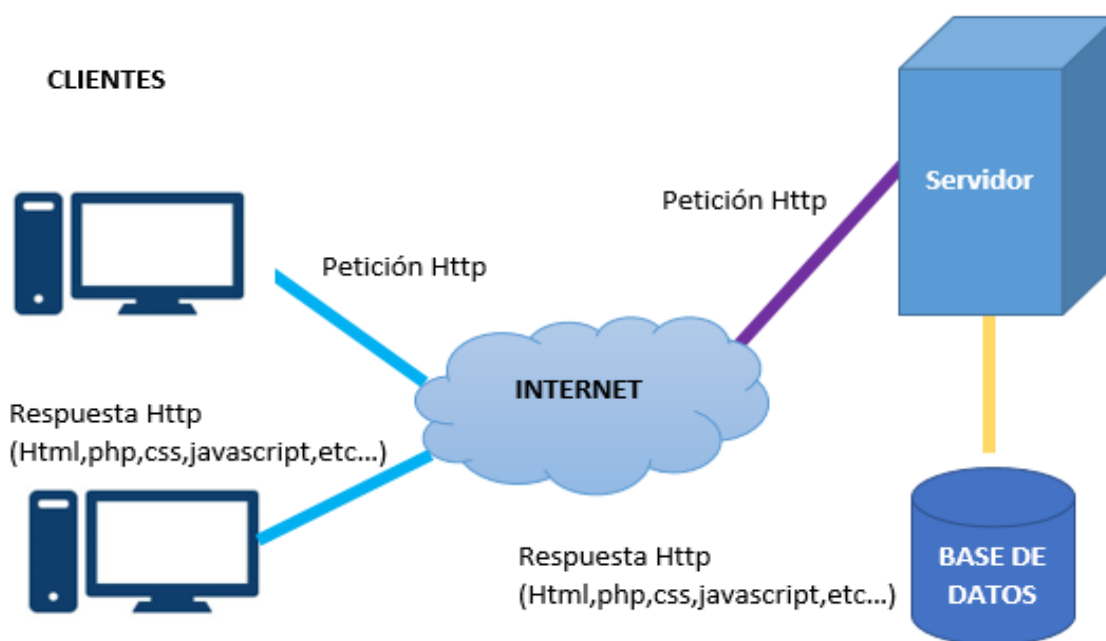 CLIENTES
Servidor
Petición Http
Petición Http
INTERNET
Respuesta Http
(Html,php,css,javascript,etc...)
Respuesta Http
(Html,php,css,javascript,etc...)
BASE DE
DATOS